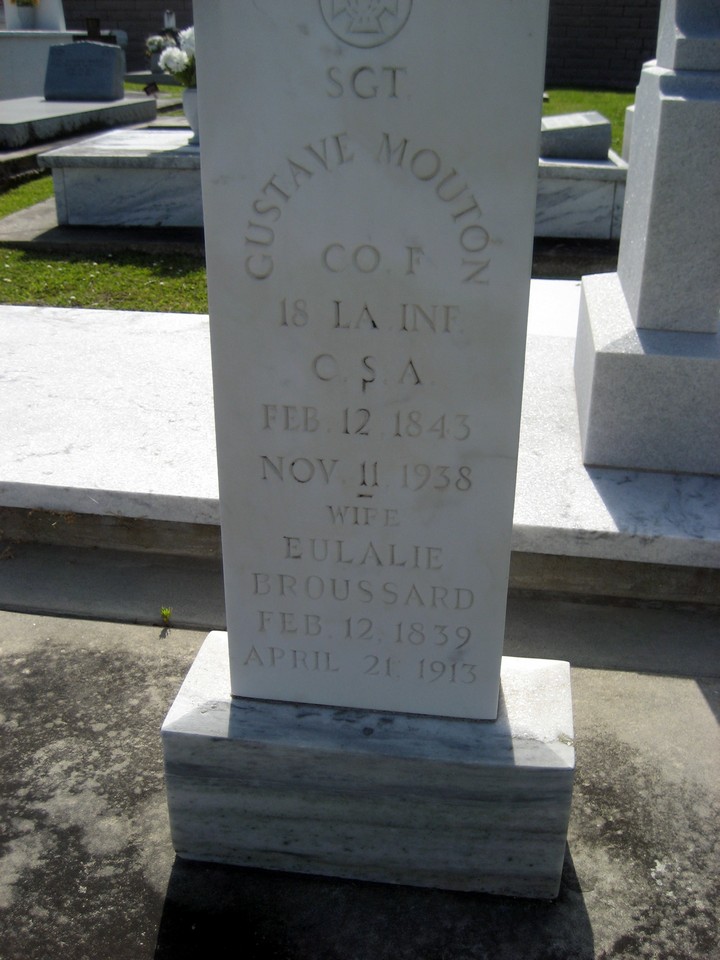 SGT.
GUSTAVE MOUTON
CO. F
18 LA. INF.
C. S. A.
FEB. 12, 1843
NOV. 11, 1938
WIFE
EULALIE
BROUSSARD
FEB. 12, 1839
APRIL 21, 1913